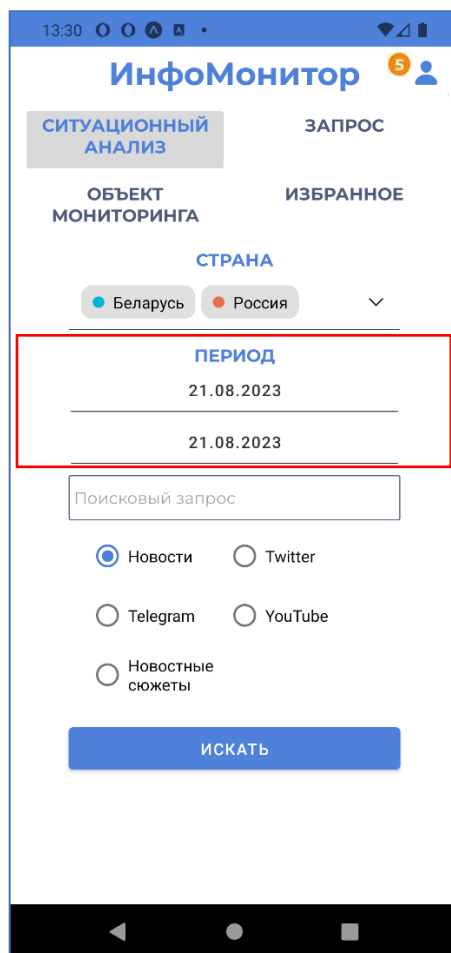 13:30
ИнфоМонитор
5
СИТУАЦИОННЫЙ
АНАЛИЗ
ЗАПРОС
ОБЪЕКТ
МОНИТОРИНГА
ИЗБРАННОЕ
СТРАНА
Беларусь Россия
ПЕРИОД
21.08.2023
21.08.2023
Поисковый запрос
Новости Twitter
Telegram YouTube
Новостные
сюжеты
ИСКАТЬ